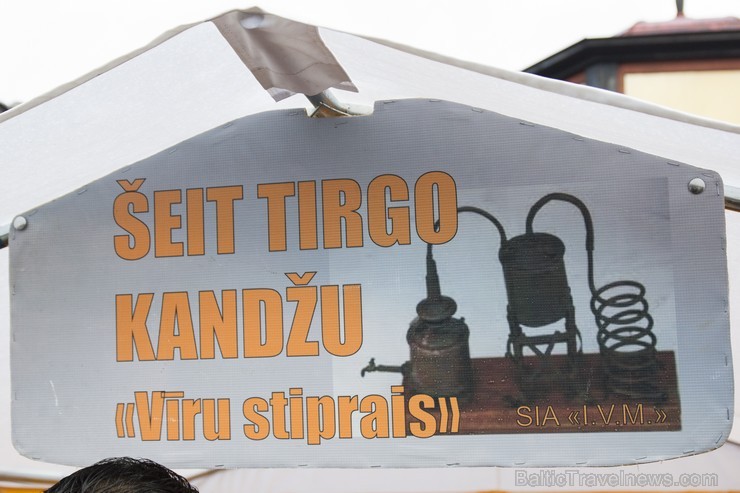 ŠEIT TIRGO
KANDŽU
«Vīru stiprais»
SIA «I.V.M.»
BalticTravelnews.com